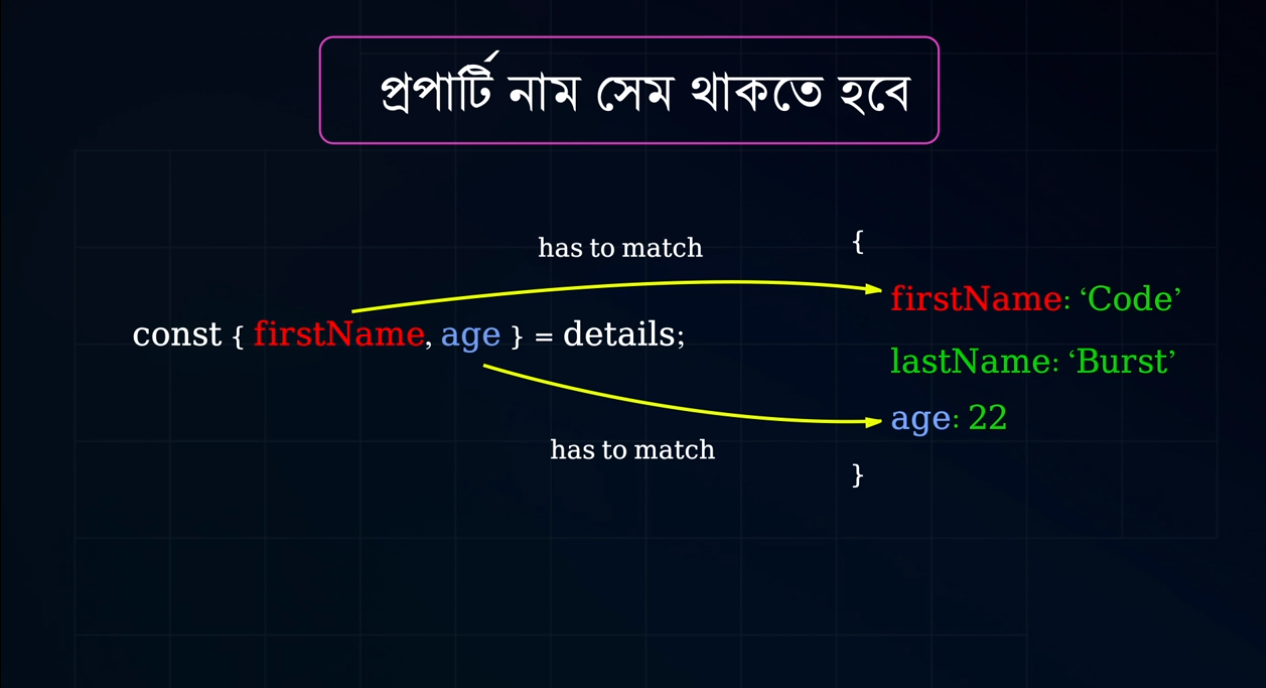 প্রপার্টি নাম সেম থাকতে হবে
has to match
{
firstName: ‘Code’
const { firstName, age } = details;
lastName: ‘Burst’
age: 22
has to match
}